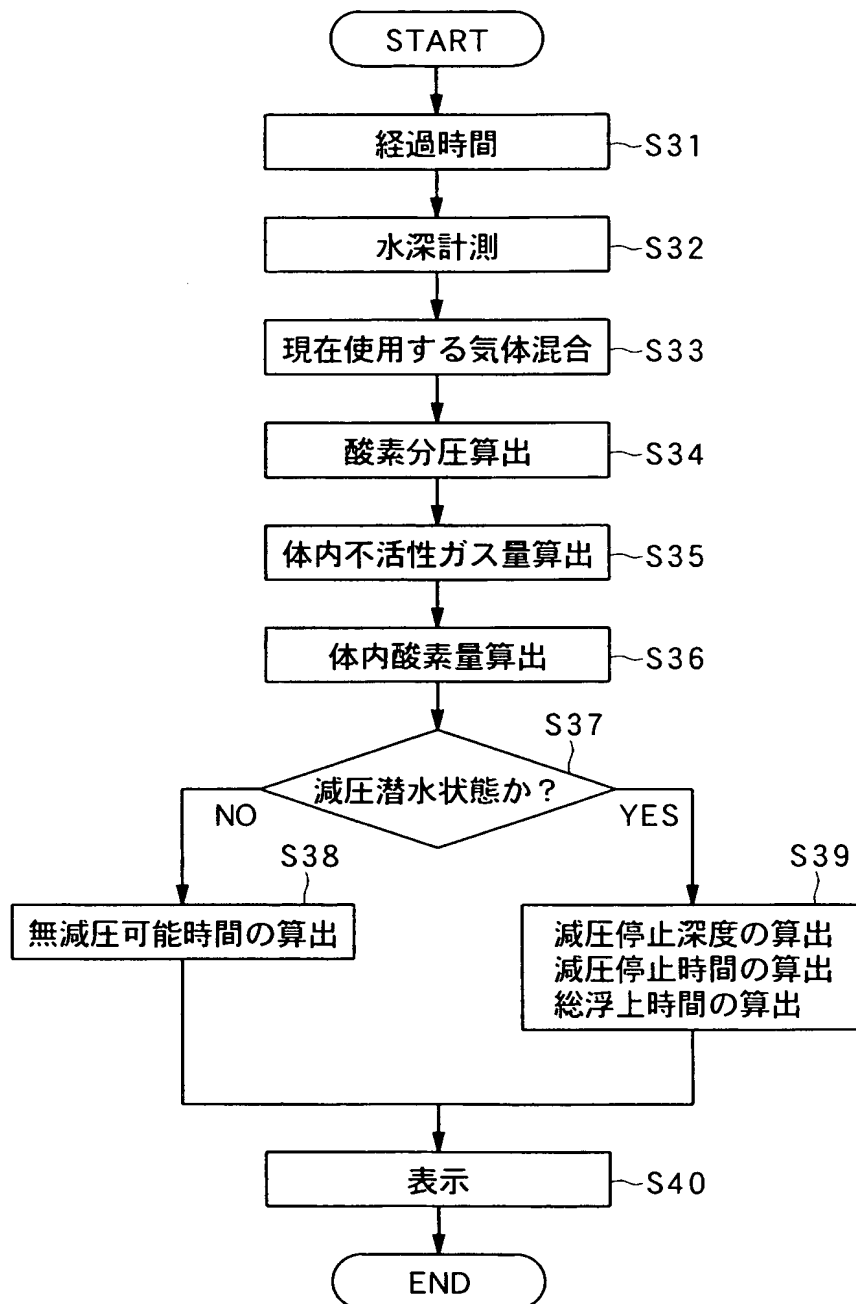 START
経過時間
S31
水深計測
S32
現在使用する気体混合
S33
酸素分圧算出
S34
体内不活性ガス量算出
S35
体内酸素量算出
S36
S37
減圧潜水状態か？
NO
YES
S38
無減圧可能時間の算出
S39
減圧停止深度の算出
減圧停止時間の算出
総浮上時間の算出
表示
S40
END